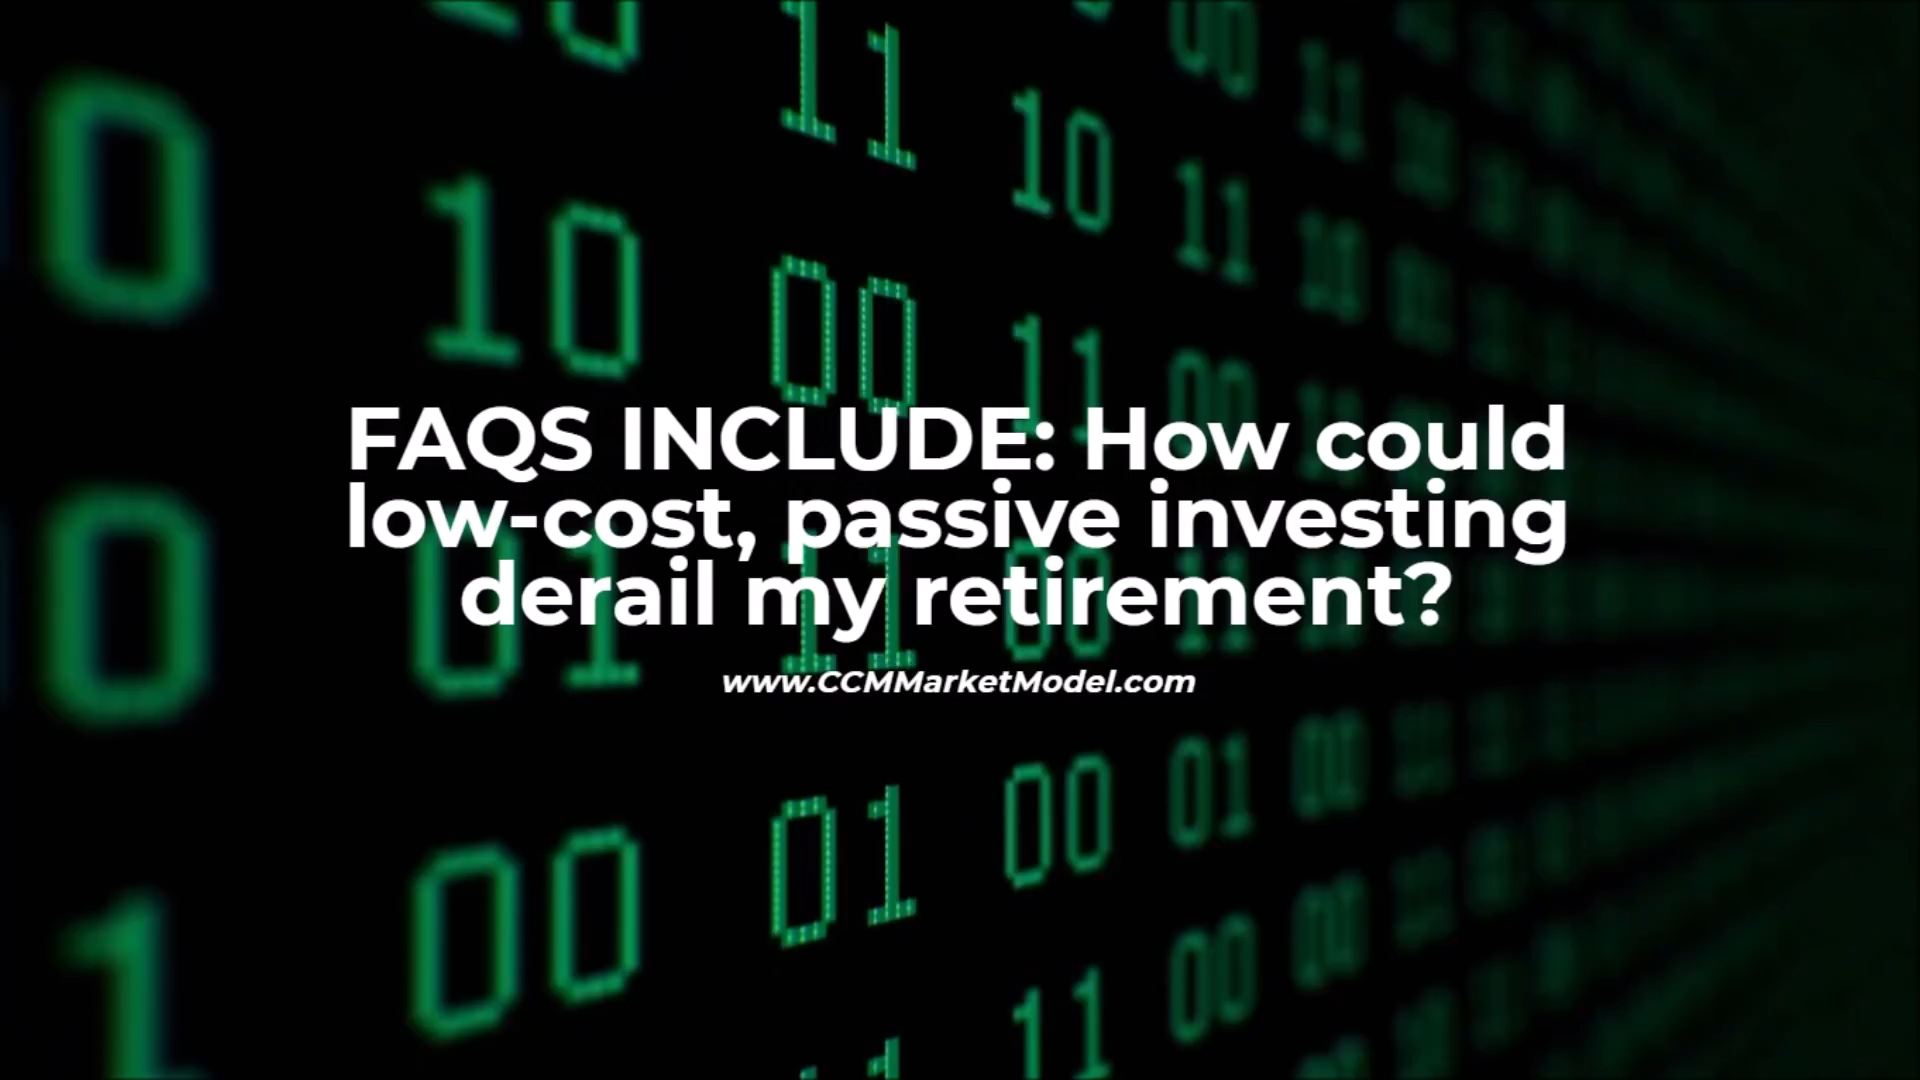 FAQS INCLUDE: How could
low-cost, passive investing
derail my retirement?
www.CCMMarketModel.com